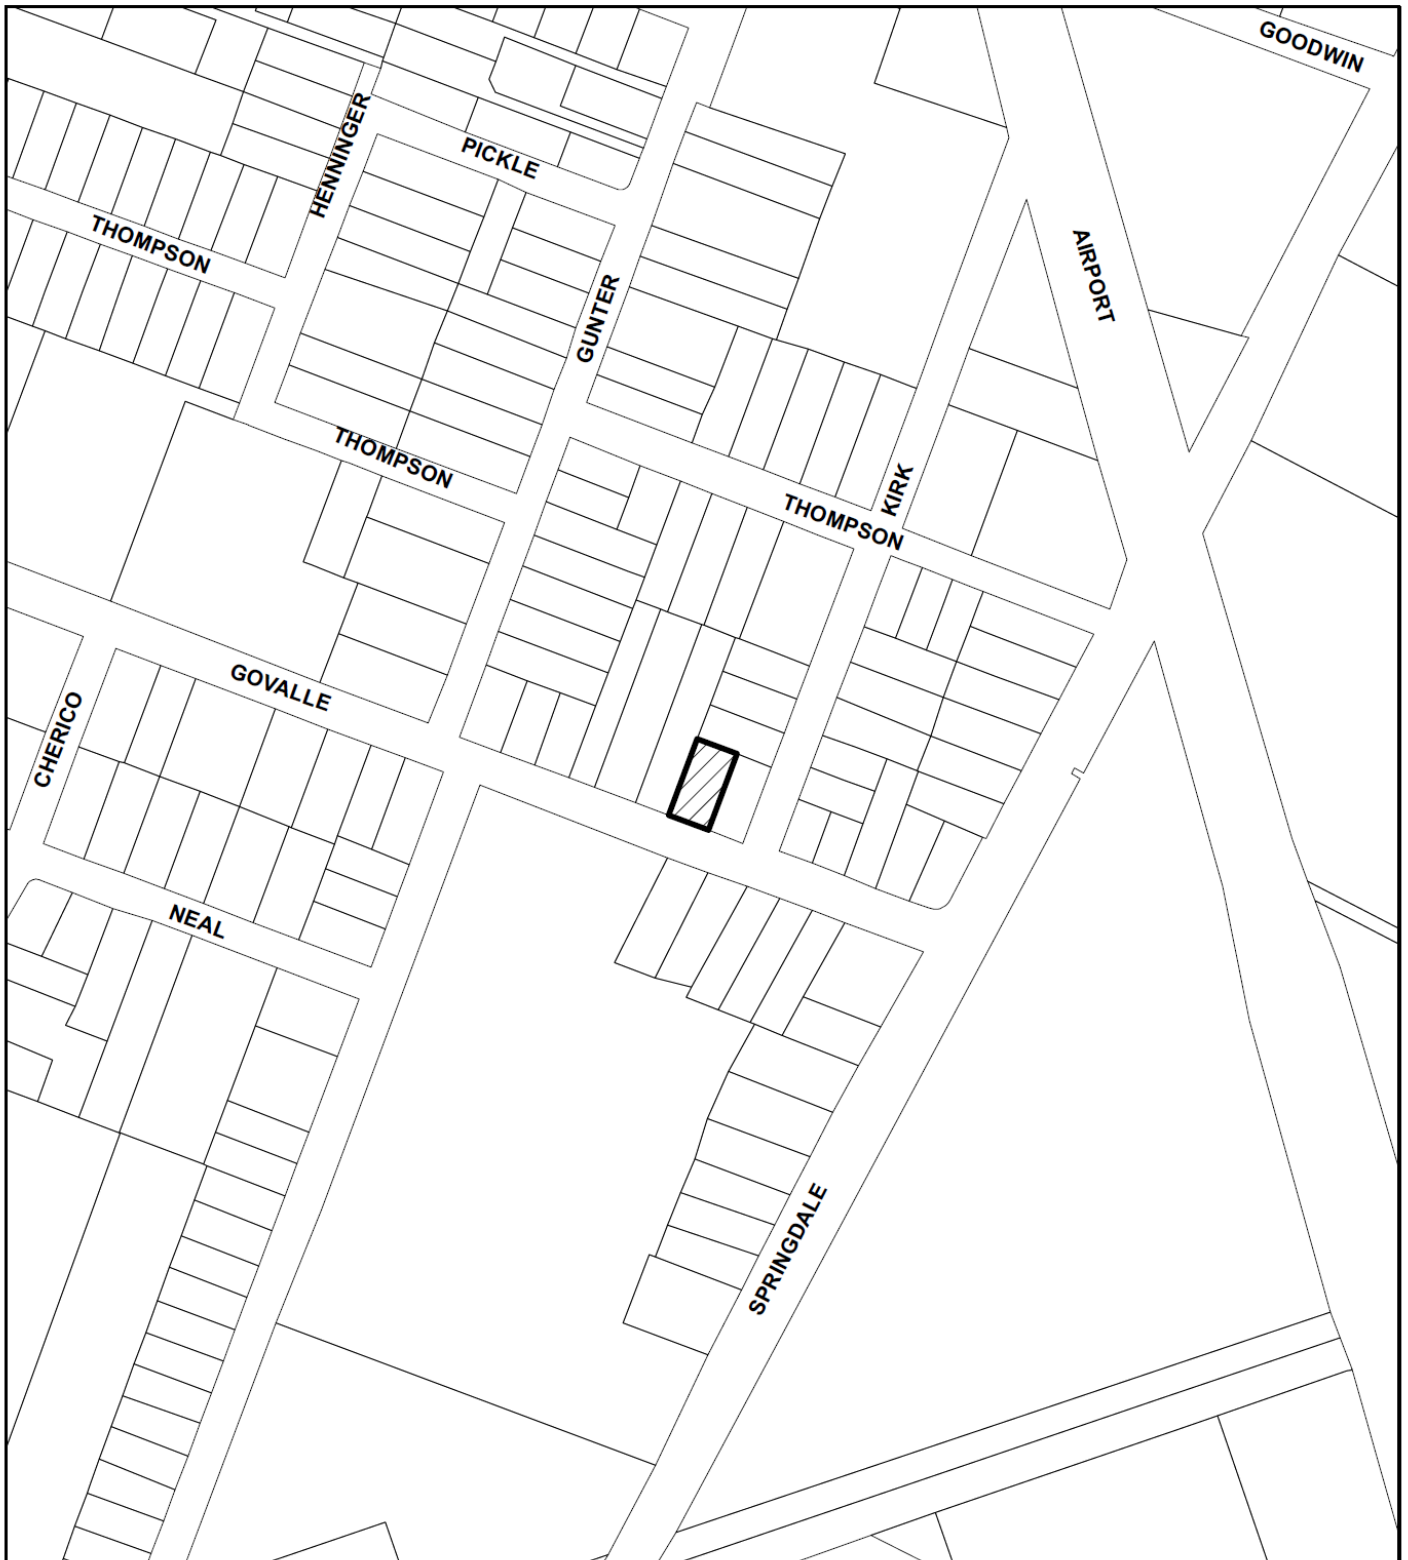 GOODWIN
HENNINGER
PICKLE
THOMPSON
AIRPORT
GUNTER
THOMPSON
KIRK
THOMPSON
GOVALLE
CHERICO
NEAL
SPRINGDALE